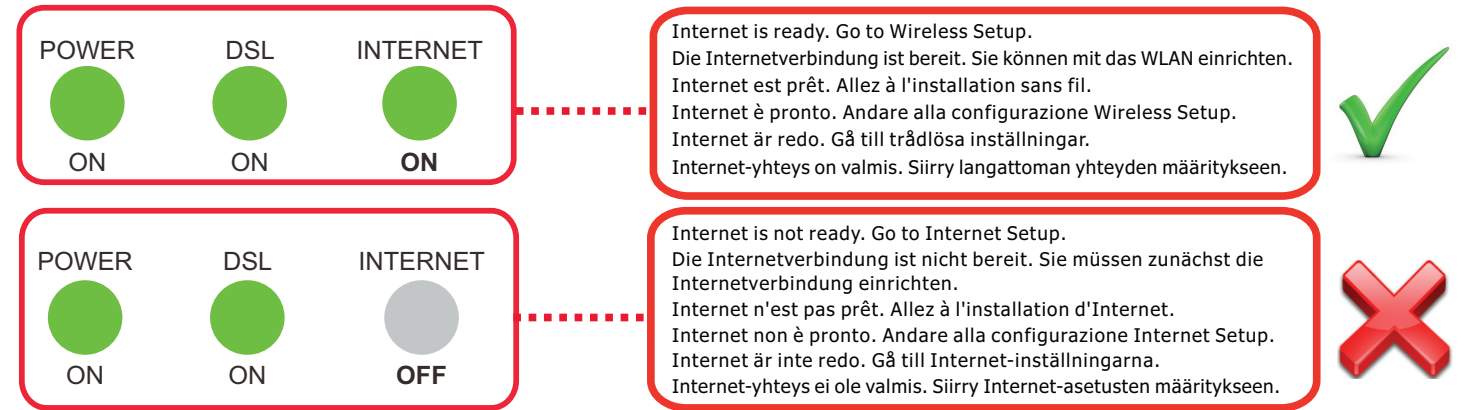 POWER DSL INTERNET
ON ON ON
Internet is ready. Go to Wireless Setup.
Die Internetverbindung ist bereit. Sie können mit das WLAN einrichten.
Internet est prêt. Allez à l'installation sans fil.
Internet è pronto. Andare alla configurazione Wireless Setup.
Internet är redo. Gå till trådlösa inställningar.
Internet-yhteys on valmis. Siirry langattoman yhteyden määritykseen.
POWER DSL INTERNET
ON ON OFF
Internet is not ready. Go to Internet Setup.
Die Internetverbindung ist nicht bereit. Sie müssen zunächst die
Internetverbindung einrichten.
Internet n'est pas prêt. Allez à l'installation d'Internet.
Internet non è pronto. Andare alla configurazione Internet Setup.
Internet är inte redo. Gå till Internet-inställningarna.
Internet-yhteys ei ole valmis. Siirry Internet-asetusten määritykseen.